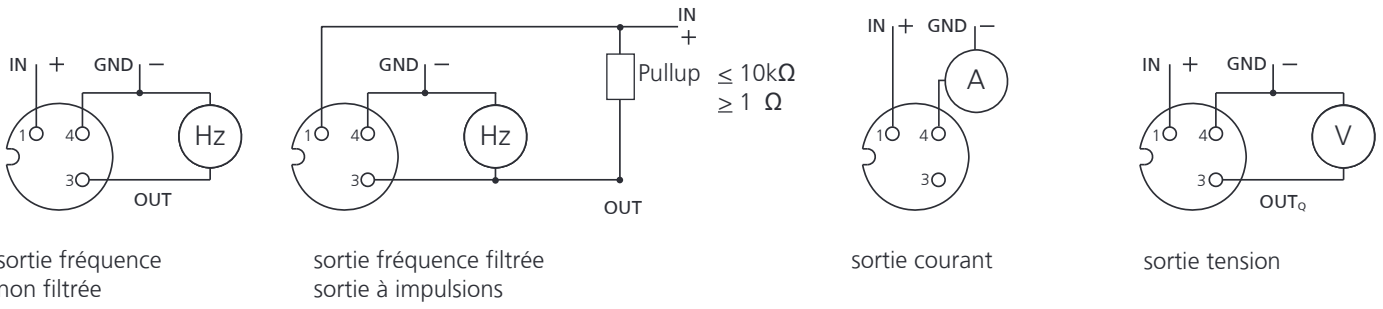 IN + GND −
1 4
Hz
3
OUT
sortie fréquence
non filtrée
IN
+
GND −
Pullup ≤ 10kΩ
≥ 1 Ω
1 4
Hz
3
OUT
sortie fréquence filtrée
sortie à impulsions
IN + GND −
A
1 4
3
sortie courant
IN + GND −
1 4
V
3
OUTQ
sortie tension